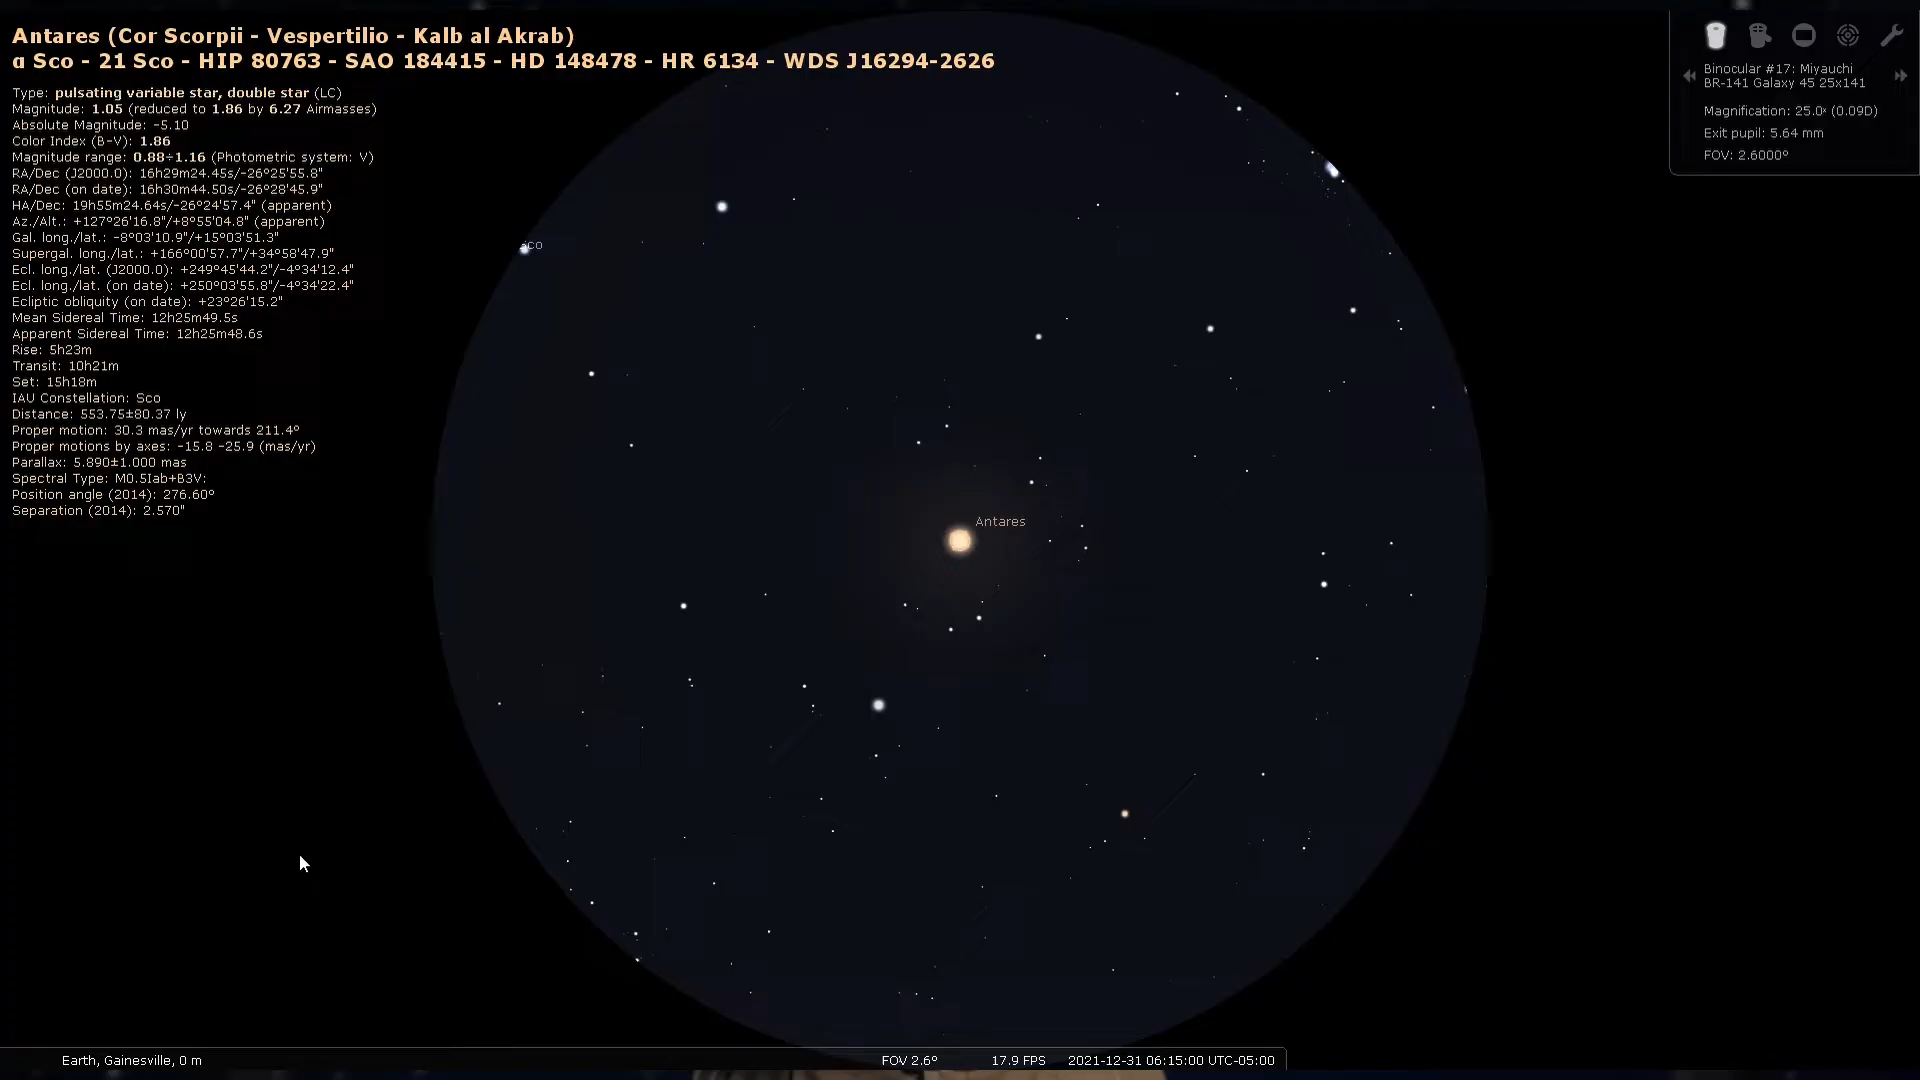 Antares (Cor Scorpii - Vespertilio - Kalb al Akrab)
α Sco - 21 Sco - HIP 80763 - SAO 184415 - HD 148478 - HR 6134 - WDS J16294-2626
Type: pulsating variable star, double star (LC)
Magnitude: 1.05 (reduced to 1.86 by 6.27 Airmasses)
Absolute Magnitude: -5.10
Color Index (B-V): 1.86
Magnitude range: 0.88÷1.16 (Photometric system: V)
RA/Dec (J2000.0): 16h29m24.45s/-26°25'55.8"
RA/Dec (on date): 16h30m44.50s/-26°28'45.9"
HA/Dec: 19h55m24.64s/-26°24'57.4" (apparent)
Az./Alt.: +127°26'16.8"/+8°55'04.8" (apparent)
Gal. long./lat.: -8°03'10.9"/+15°03'51.3"
Supergal. long./lat.: +166°00'57.7"/+34°58'47.9"
Ecl. long./lat. (J2000.0): +249°45'44.2"/-4°34'12.4"
Ecl. long./lat. (on date): +250°03'55.8"/-4°34'22.4"
Ecliptic obliquity (on date): +23°26'15.2"
Mean Sidereal Time: 12h25m49.5s
Apparent Sidereal Time: 12h25m48.6s
Rise: 5h23m
Transit: 10h21m
Set: 15h18m
IAU Constellation: Sco
Distance: 553.75±80.37 ly
Proper motion: 30.3 mas/yr towards 211.4°
Proper motions by axes: -15.8 -25.9 (mas/yr)
Parallax: 5.890±1.000 mas
Spectral Type: M0.5Iab+B3V:
Position angle (2014): 276.60°
Separation (2014): 2.570"
Binocular #17: Miyauchi
BR-141 Galaxy 45 25x141
Magnification: 25.0ˣ (0.09D)
Exit pupil: 5.64 mm
FOV: 2.6000°
Antares
Earth, Gainesville, 0 m
FOV 2.6°
17.9 FPS
2021-12-31 06:15:00 UTC-05:00